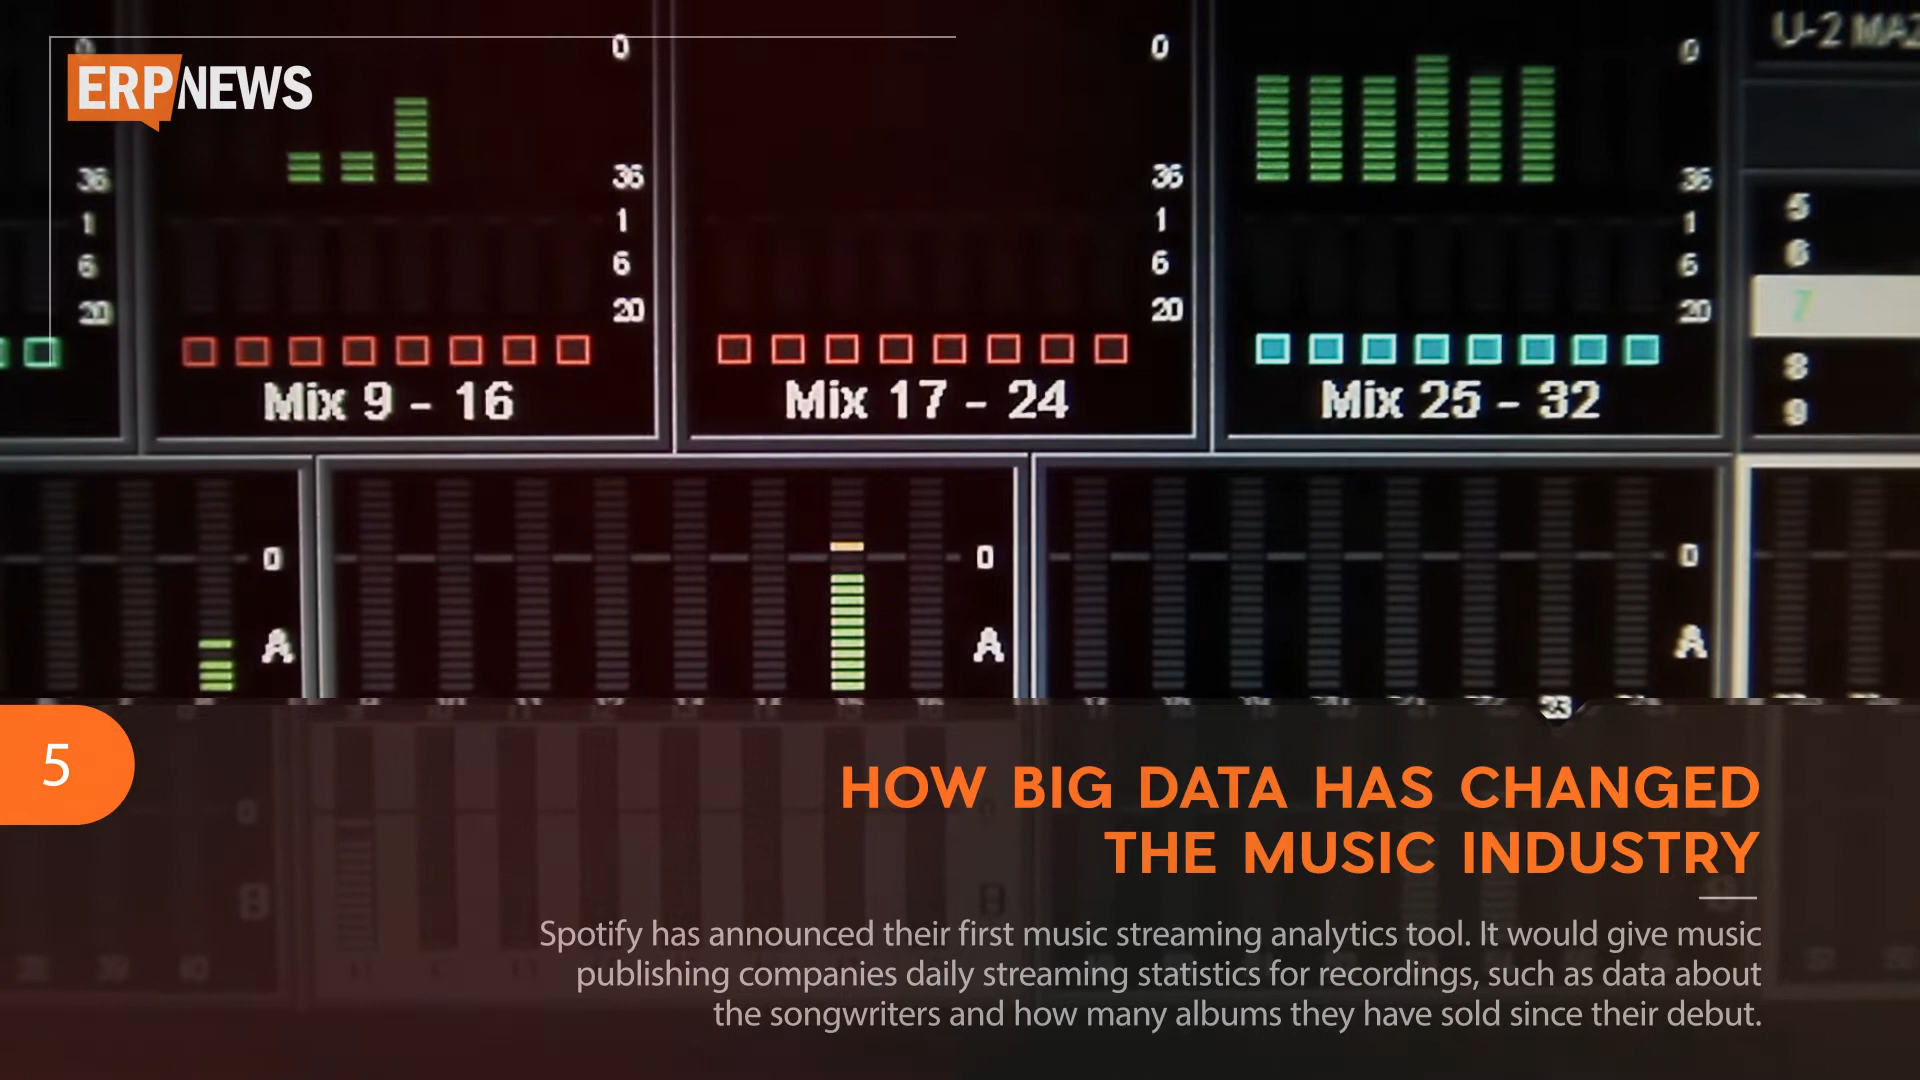 ERPNEWS
0
0
0
0
U-2 MAZ
36
36
36
36
1
1
1
1
6
6
6
6
20
20
20
20
5
6
7
8
9
Mix 9 - 16
Mix 17 - 24
Mix 25 - 32
0
0
0
A
A
A
5
HOW BIG DATA HAS CHANGED
THE MUSIC INDUSTRY
Spotify has announced their first music streaming analytics tool. It would give music
publishing companies daily streaming statistics for recordings, such as data about
the songwriters and how many albums they have sold since their debut.